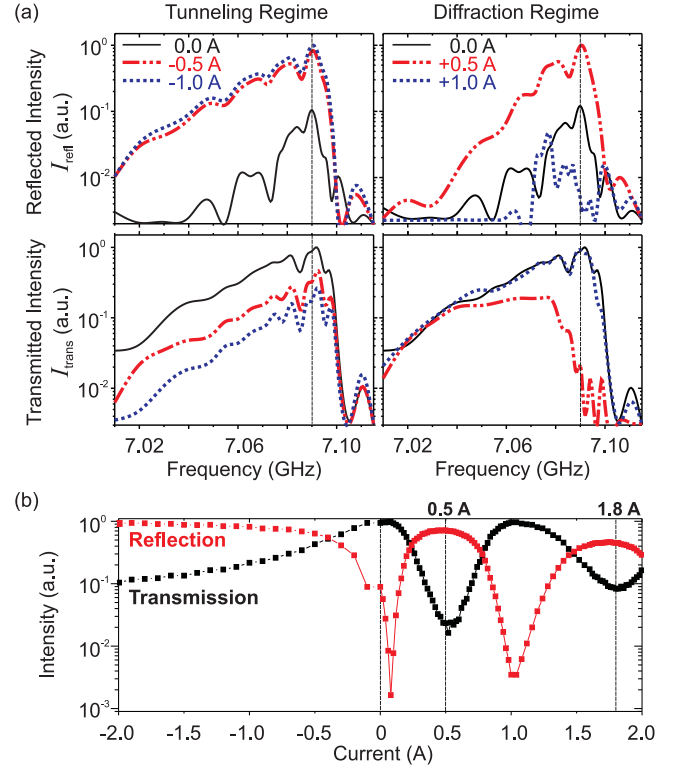 (a) Tunneling Regime Diffraction Regime
Reflected Intensity
I_refl (a.u.)
10^0
10^-1
10^-2
0.0 A
-0.5 A
-1.0 A
0.0 A
+0.5 A
+1.0 A
Transmitted Intensity
I_trans (a.u.)
10^0
10^-1
10^-2
7.02 7.06 7.10 7.02 7.06 7.10
Frequency (GHz) Frequency (GHz)
(b)
0.5 A 1.8 A
Intensity (a.u.)
10^0
10^-1
10^-2
10^-3
Reflection
Transmission
-2.0 -1.5 -1.0 -0.5 0 0.5 1.0 1.5 2.0
Current (A)